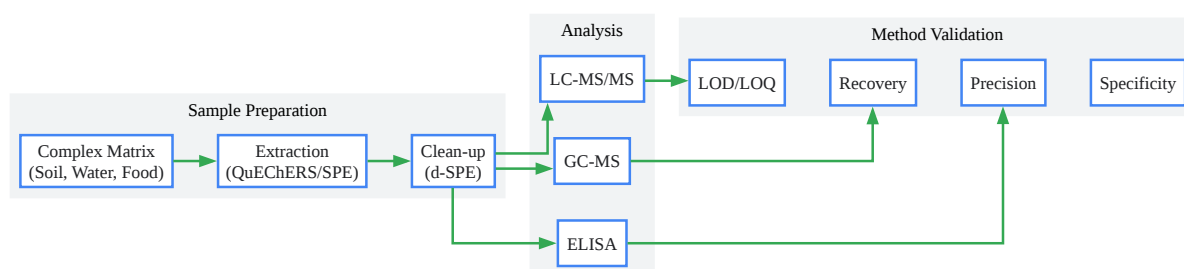 Sample Preparation
Complex Matrix
(Soil, Water, Food)
Extraction
(QuEChERS/SPE)
Clean-up
(d-SPE)
Analysis
LC-MS/MS
GC-MS
ELISA
Method Validation
LOD/LOQ
Recovery
Precision
Specificity